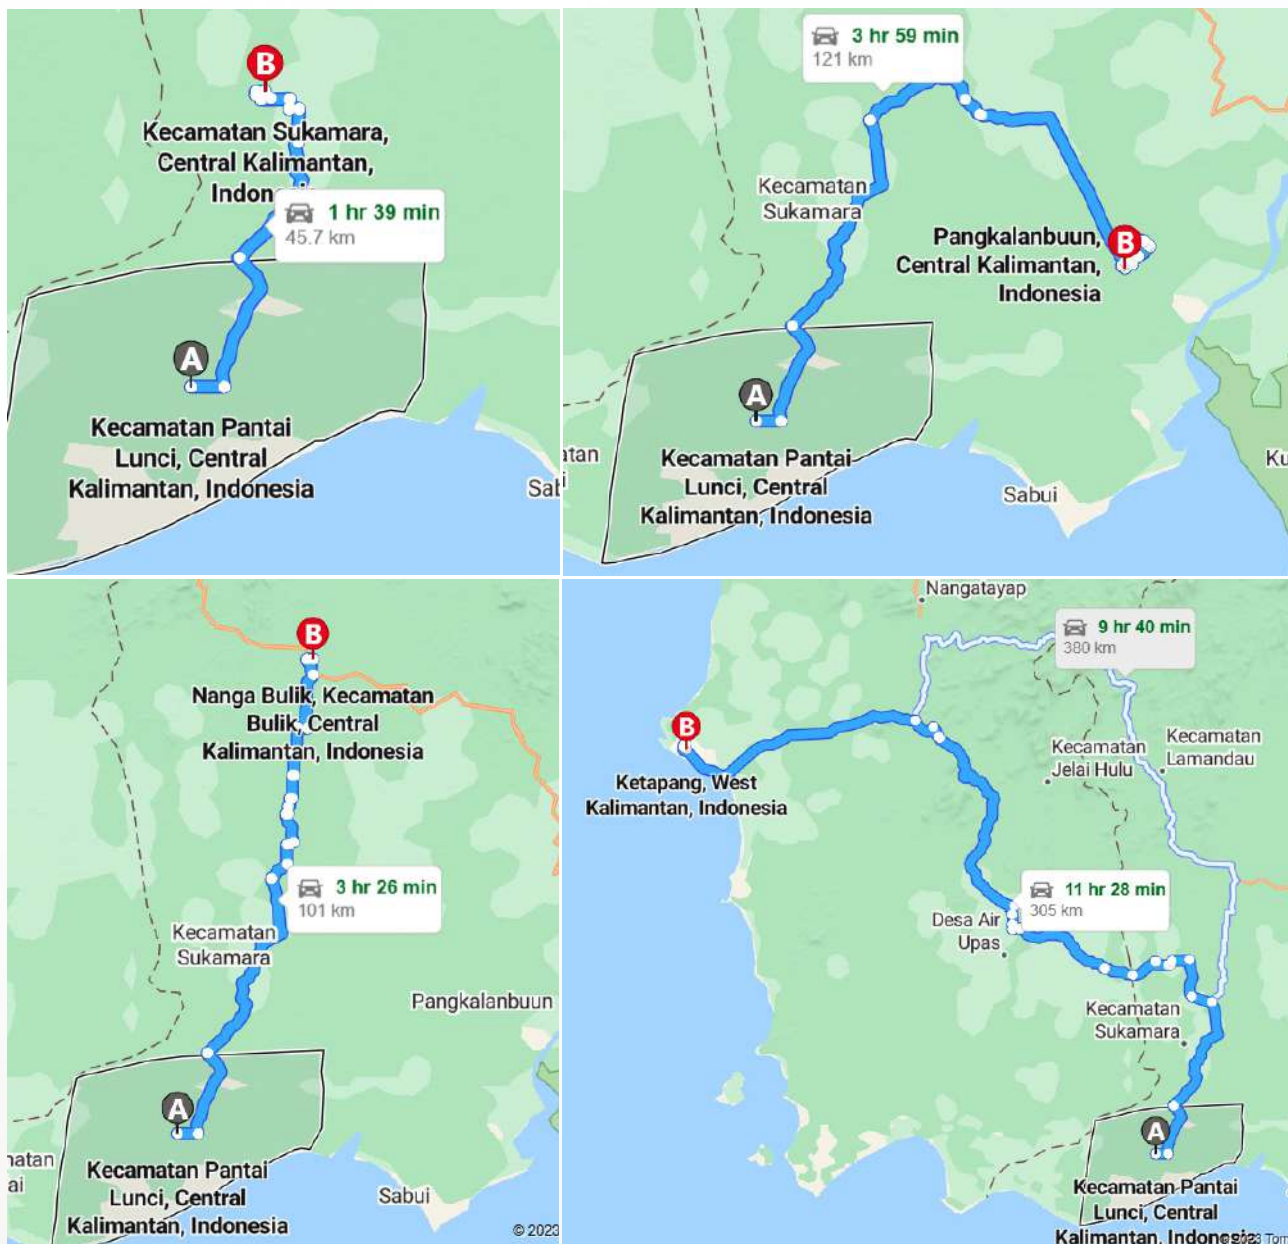 B
Kecamatan Sukamara,
Central Kalimantan,
Indonesia
1 hr 39 min
45.7 km
A
Kecamatan Pantai
Lunci, Central
Kalimantan, Indonesia
3 hr 59 min
121 km
Kecamatan
Sukamara
B
Pangkalanbuun,
Central Kalimantan,
Indonesia
A
Kecamatan Pantai
Lunci, Central
Kalimantan, Indonesia
Sabui
Ku
B
Nanga Bulik, Kecamatan
Bulik, Central
Kalimantan, Indonesia
3 hr 26 min
101 km
Kecamatan
Sukamara
Pangkalanbuun
A
Kecamatan Pantai
Lunci, Central
Kalimantan, Indonesia
Sabui
© 2023
Nangatayap
9 hr 40 min
380 km
B
Ketapang, West
Kalimantan, Indonesia
Kecamatan
Jelai Hulu
Kecamatan
Lamandau
11 hr 28 min
305 km
Desa Air
Upas
Kecamatan
Sukamara
A
Kecamatan Pantai
Lunci, Central
Kalimantan, Indonesia